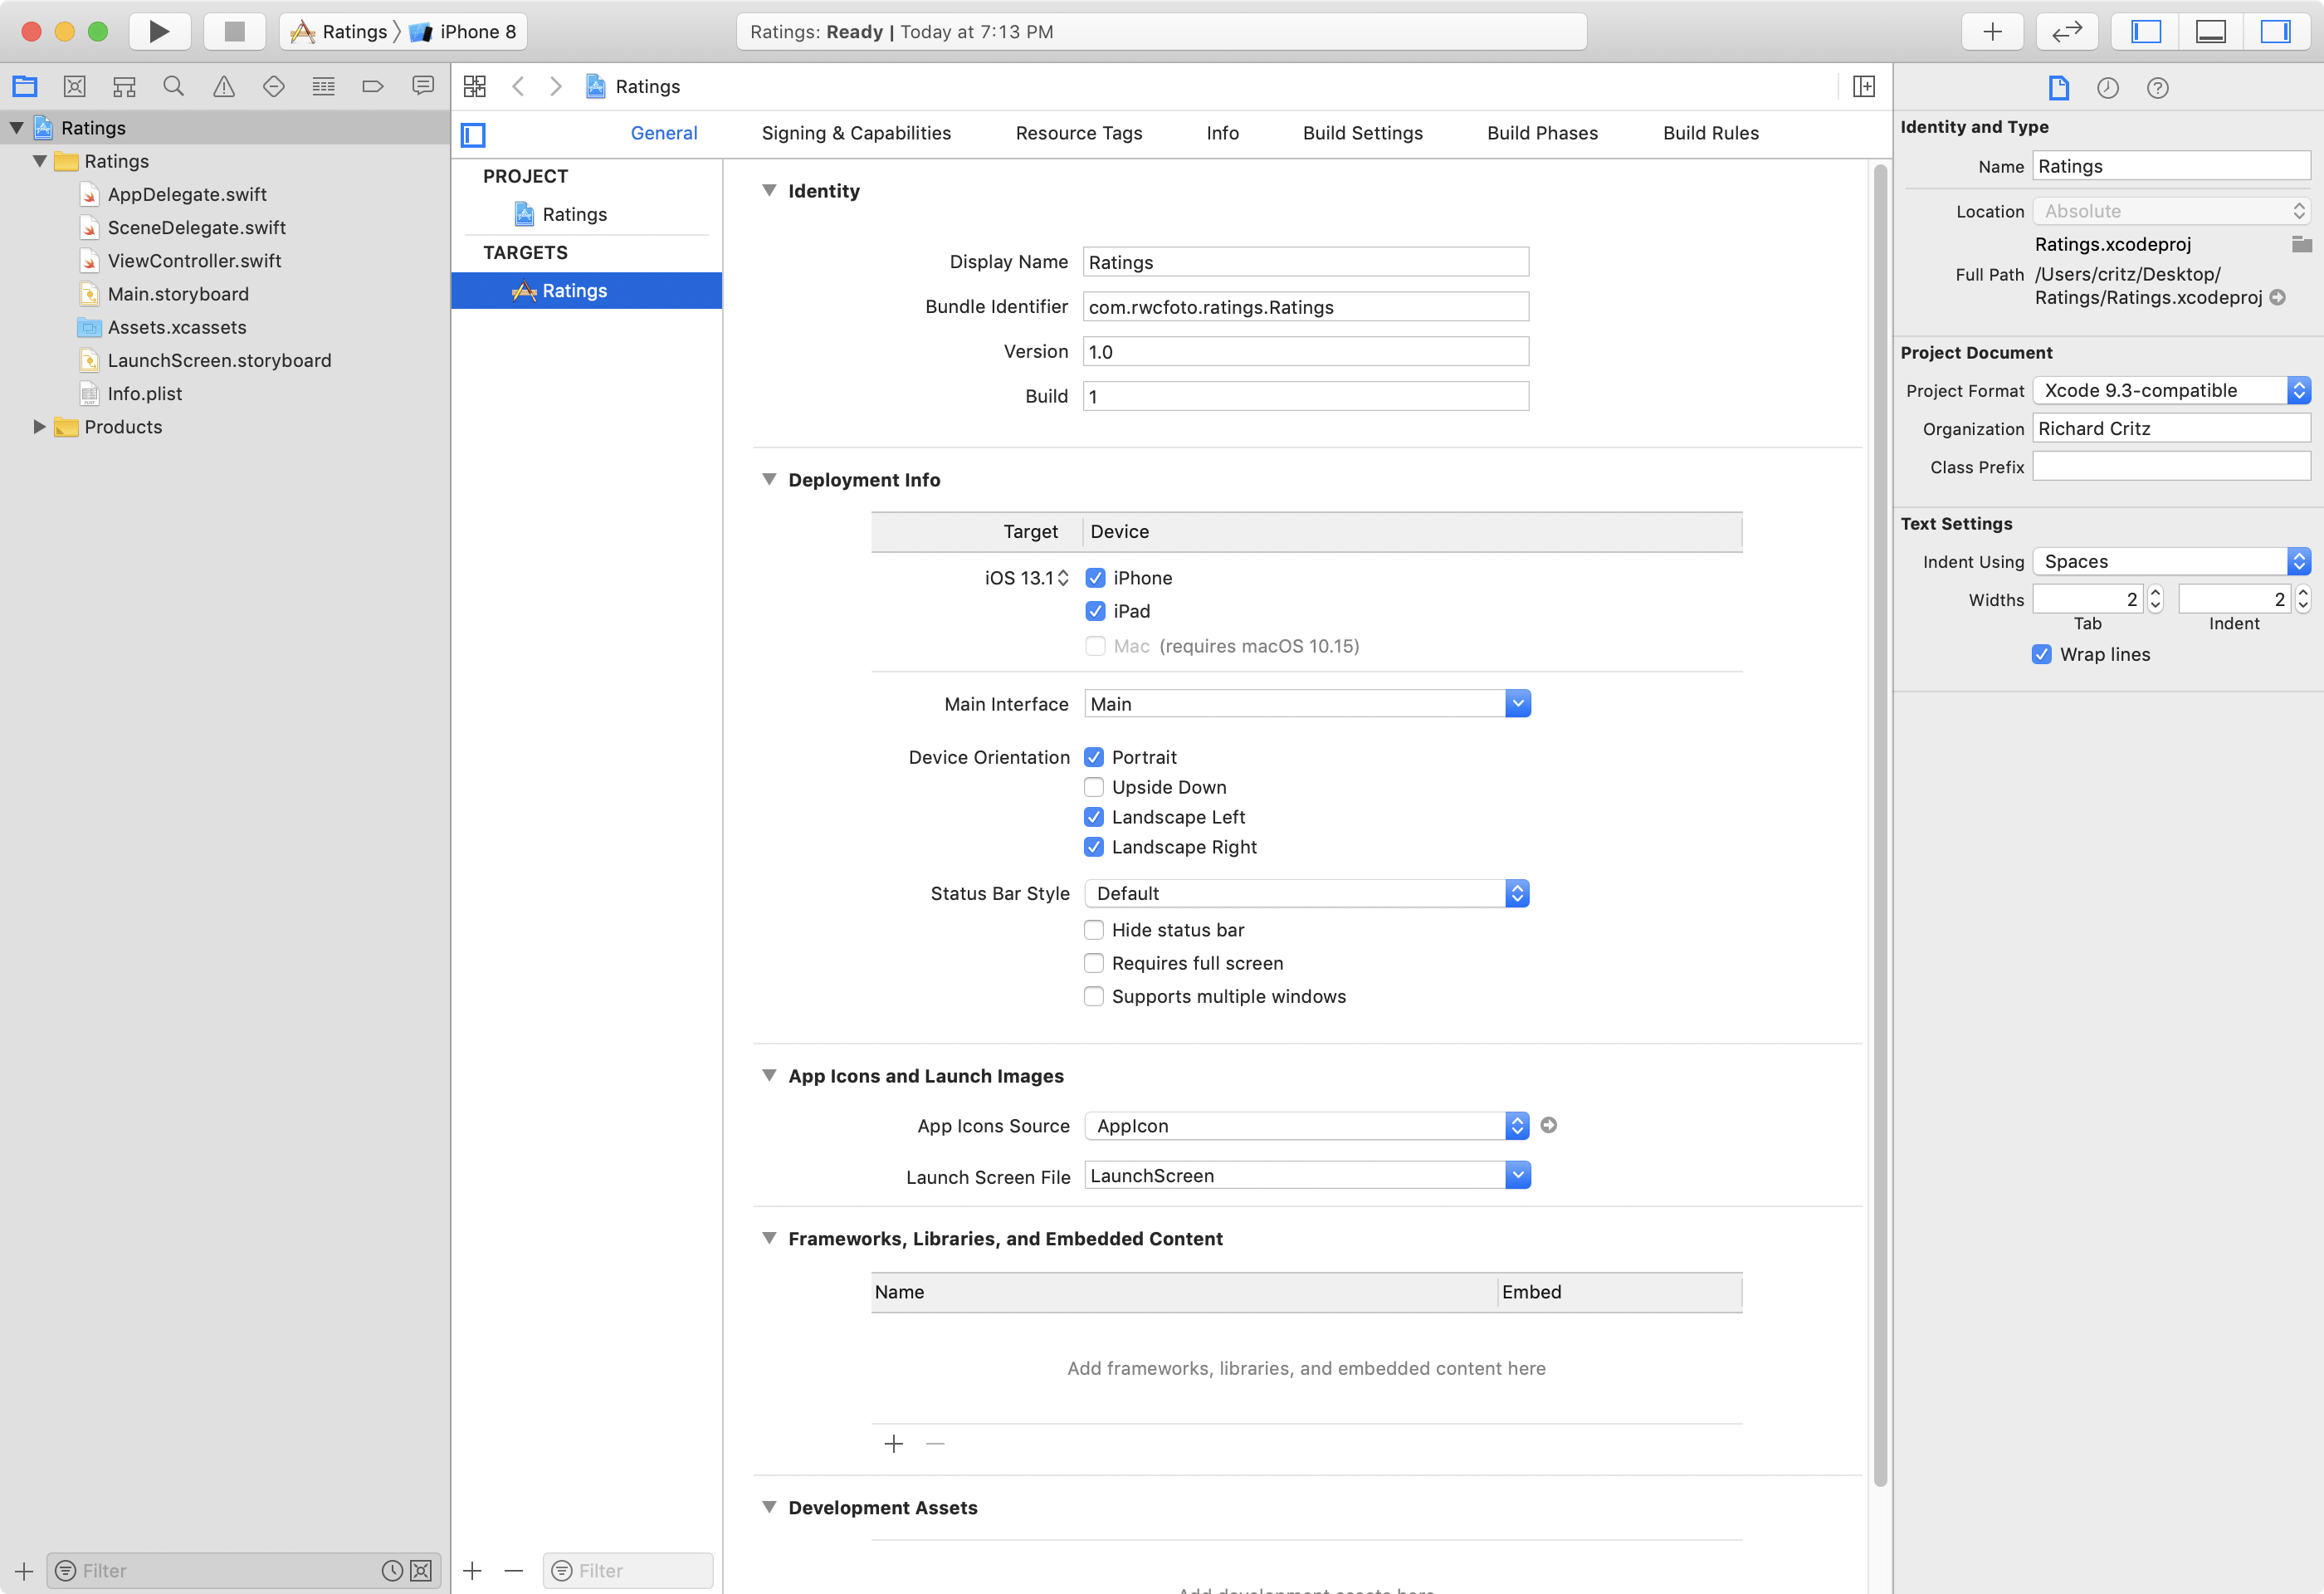 Ratings
iPhone 8
Ratings: Ready | Today at 7:13 PM
Ratings
Ratings
AppDelegate.swift
SceneDelegate.swift
ViewController.swift
Main.storyboard
Assets.xcassets
LaunchScreen.storyboard
Info.plist
Products
Filter
Ratings
General
Signing & Capabilities
Resource Tags
Info
Build Settings
Build Phases
Build Rules
PROJECT
Ratings
TARGETS
Ratings
Filter
Identity
Display Name
Ratings
Bundle Identifier
com.rwcfoto.ratings.Ratings
Version
1.0
Build
1
Deployment Info
Target
Device
iOS 13.1
iPhone
iPad
Mac (requires macOS 10.15)
Main Interface
Main
Device Orientation
Portrait
Upside Down
Landscape Left
Landscape Right
Status Bar Style
Default
Hide status bar
Requires full screen
Supports multiple windows
App Icons and Launch Images
App Icons Source
AppIcon
Launch Screen File
LaunchScreen
Frameworks, Libraries, and Embedded Content
Name
Embed
Add frameworks, libraries, and embedded content here
Development Assets
Add development assets here
Identity and Type
Name
Ratings
Location
Absolute
Ratings.xcodeproj
Full Path
/Users/critz/Desktop/
Ratings/Ratings.xcodeproj
Project Document
Project Format
Xcode 9.3-compatible
Organization
Richard Critz
Class Prefix
Text Settings
Indent Using
Spaces
Widths
2
2
Tab
Indent
Wrap lines